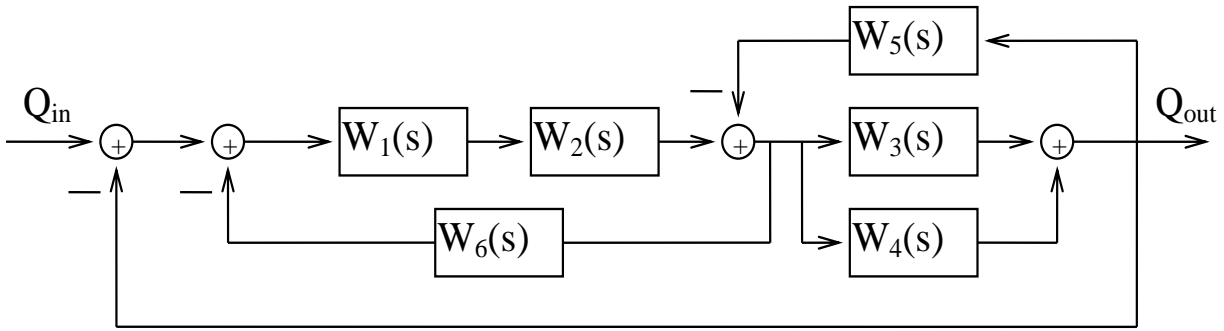 W₅(s)
Qᵢₙ
+
+
W₁(s)
W₂(s)
+
W₃(s)
+
Qₒᵤₜ
W₆(s)
W₄(s)